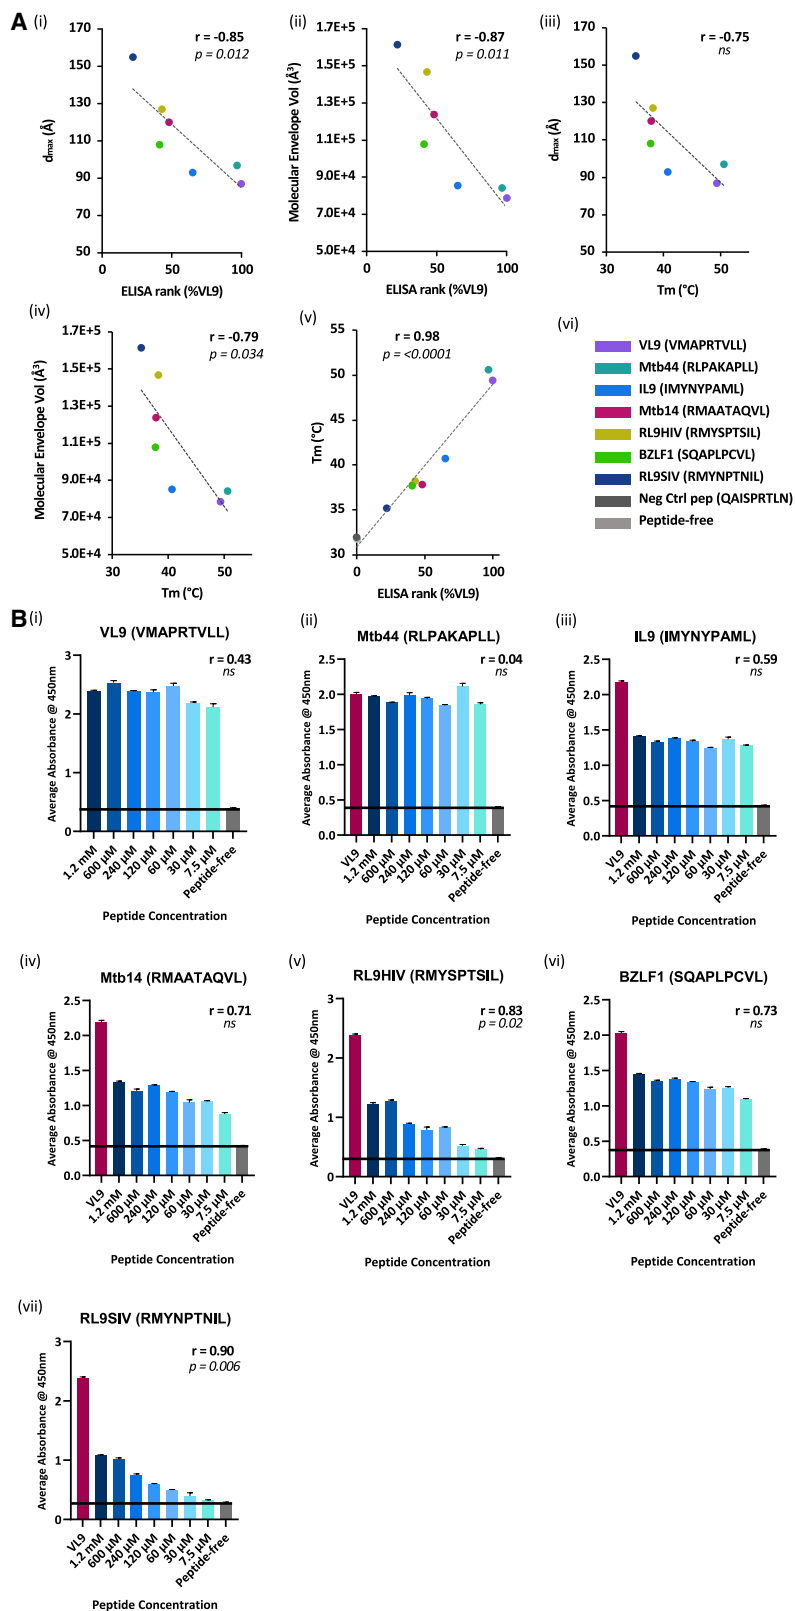 A
(i)
r = -0.85
p = 0.012
dmax (Å)
170
150
130
110
90
70
50
0
50
100
ELISA rank (%VL9)
(ii)
r = -0.87
p = 0.011
Molecular Envelope Vol (Å³)
1.7E+5
1.5E+5
1.3E+5
1.1E+5
9.0E+4
7.0E+4
5.0E+4
0
50
100
ELISA rank (%VL9)
(iii)
r = -0.75
ns
dmax (Å)
170
150
130
110
90
70
50
30
40
50
Tm (°C)
(iv)
r = -0.79
p = 0.034
Molecular Envelope Vol (Å³)
1.7E+5
1.5E+5
1.3E+5
1.1E+5
9.0E+4
7.0E+4
5.0E+4
30
40
50
Tm (°C)
(v)
r = 0.98
p = <0.0001
Tm (°C)
55
50
45
40
35
30
0
50
100
ELISA rank (%VL9)
(vi)
VL9 (VMAPRTVLL)
Mtb44 (RLPAKAPLL)
IL9 (IMYNYPAML)
Mtb14 (RMAATAQVL)
RL9HIV (RMYSPTSIL)
BZLF1 (SQAPLPCVL)
RL9SIV (RMYNPTNIL)
Neg Ctrl pep (QAISPRTLN)
Peptide-free
B
(i)
VL9 (VMAPRTVLL)
r = 0.43
ns
Average Absorbance @ 450nm
3
2
1
0
1.2 mM
600 µM
240 µM
120 µM
60 µM
30 µM
7.5 µM
Peptide-free
Peptide Concentration
(ii)
Mtb44 (RLPAKAPLL)
r = 0.04
ns
Average Absorbance @ 450nm
2.5
2.0
1.5
1.0
0.5
0.0
VL9
1.2 mM
600 µM
240 µM
120 µM
60 µM
30 µM
7.5 µM
Peptide-free
Peptide Concentration
(iii)
IL9 (IMYNYPAML)
r = 0.59
ns
Average Absorbance @ 450nm
2.5
2.0
1.5
1.0
0.5
0.0
VL9
1.2 mM
600 µM
240 µM
120 µM
60 µM
30 µM
7.5 µM
Peptide-free
Peptide Concentration
(iv)
Mtb14 (RMAATAQVL)
r = 0.71
ns
Average Absorbance @ 450nm
2.5
2.0
1.5
1.0
0.5
0.0
VL9
1.2 mM
600 µM
240 µM
120 µM
60 µM
30 µM
7.5 µM
Peptide-free
Peptide Concentration
(v)
RL9HIV (RMYSPTSIL)
r = 0.83
p = 0.02
Average Absorbance @ 450nm
3
2
1
0
VL9
1.2 mM
600 µM
240 µM
120 µM
60 µM
30 µM
7.5 µM
Peptide-free
Peptide Concentration
(vi)
BZLF1 (SQAPLPCVL)
r = 0.73
ns
Average Absorbance @ 450nm
2.5
2.0
1.5
1.0
0.5
0.0
VL9
1.2 mM
600 µM
240 µM
120 µM
60 µM
30 µM
7.5 µM
Peptide-free
Peptide Concentration
(vii)
RL9SIV (RMYNPTNIL)
r = 0.90
p = 0.006
Average Absorbance @ 450nm
3
2
1
0
VL9
1.2 mM
600 µM
240 µM
120 µM
60 µM
30 µM
7.5 µM
Peptide-free
Peptide Concentration